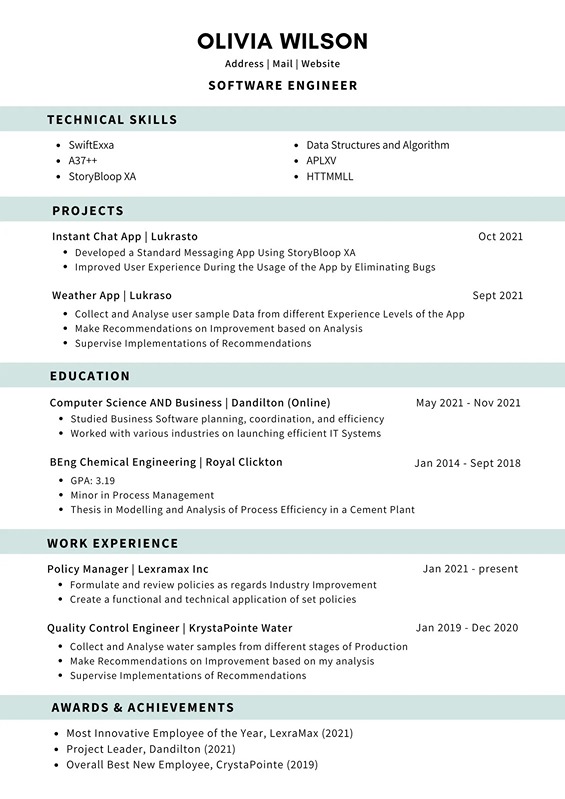 OLIVIA WILSON
Address | Mail | Website
SOFTWARE ENGINEER
TECHNICAL SKILLS
• SwiftExxa
• A37++
• StoryBloop XA
• Data Structures and Algorithm
• APLXV
• HTTMMLL
PROJECTS
Instant Chat App | Lukrasto Oct 2021
• Developed a Standard Messaging App Using StoryBloop XA
• Improved User Experience During the Usage of the App by Eliminating Bugs
Weather App | Lukraso Sept 2021
• Collect and Analyse user sample Data from different Experience Levels of the App
• Make Recommendations on Improvement based on Analysis
• Supervise Implementations of Recommendations
EDUCATION
Computer Science AND Business | Dandilton (Online) May 2021 - Nov 2021
• Studied Business Software planning, coordination, and efficiency
• Worked with various industries on launching efficient IT Systems
BEng Chemical Engineering | Royal Clickton Jan 2014 - Sept 2018
• GPA: 3.19
• Minor in Process Management
• Thesis in Modelling and Analysis of Process Efficiency in a Cement Plant
WORK EXPERIENCE
Policy Manager | Lexramax Inc Jan 2021 - present
• Formulate and review policies as regards Industry Improvement
• Create a functional and technical application of set policies
Quality Control Engineer | KrystaPointe Water Jan 2019 - Dec 2020
• Collect and Analyse water samples from different stages of Production
• Make Recommendations on Improvement based on my analysis
• Supervise Implementations of Recommendations
AWARDS & ACHIEVEMENTS
• Most Innovative Employee of the Year, LexraMax (2021)
• Project Leader, Dandilton (2021)
• Overall Best New Employee, CrystaPointe (2019)